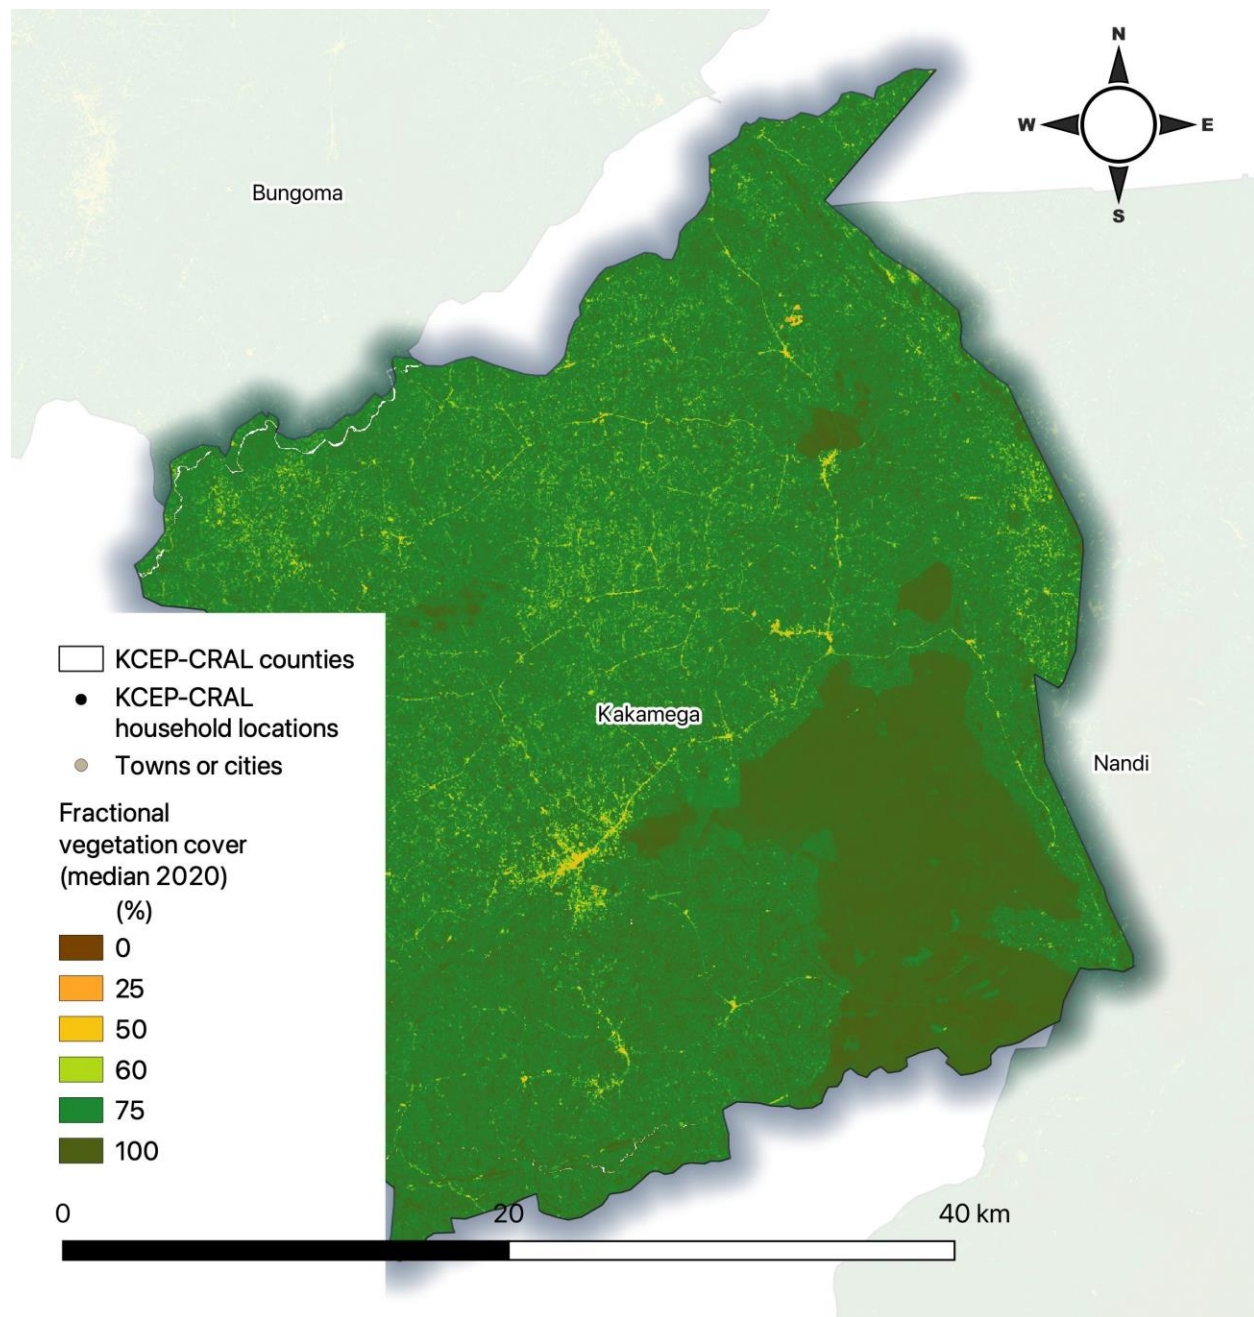 N
W
E
S
Bungoma
Kakamega
Nandi
KCEP-CRAL counties
KCEP-CRAL
household locations
Towns or cities
Fractional
vegetation cover
(median 2020)
(%)
0
25
50
60
75
100
0 20 40 km